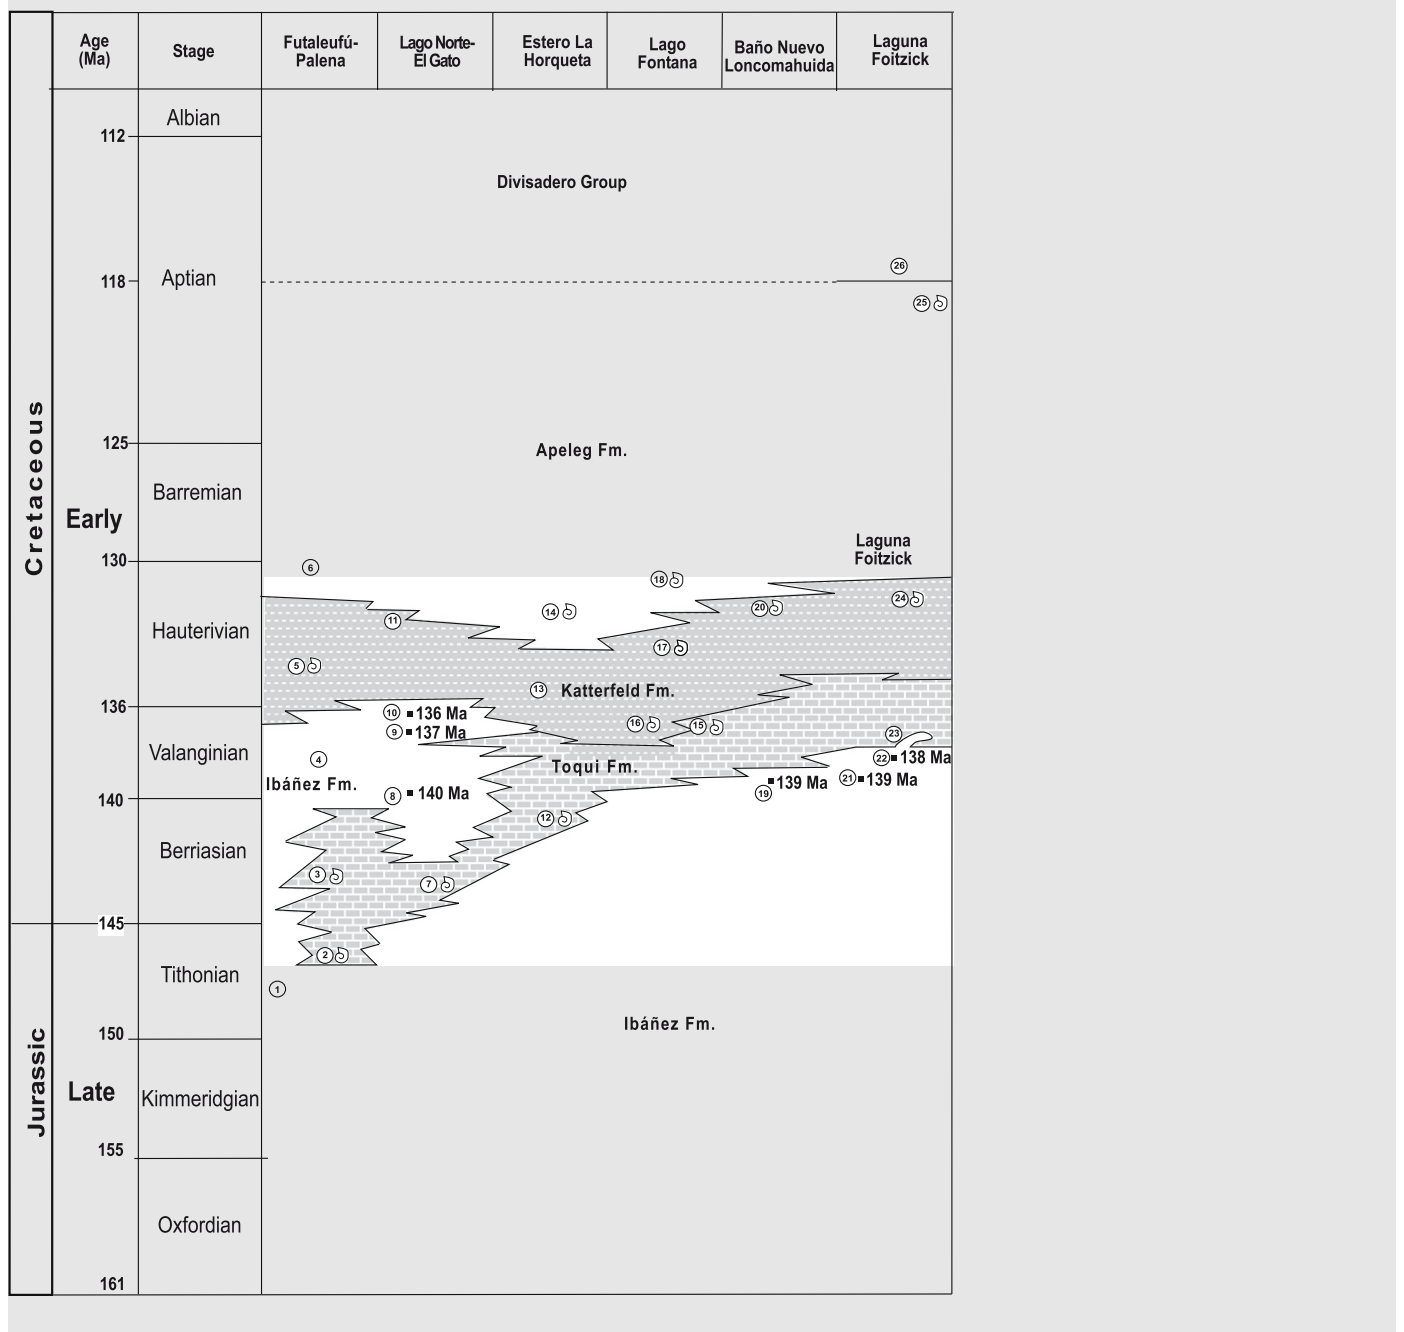 Age
(Ma)
Stage
Futaleufú-
Palena
Lago Norte-
El Gato
Estero La
Horqueta
Lago
Fontana
Baño Nuevo
Loncomahuida
Laguna
Foitzick
Albian
112
Divisadero Group
Aptian
118
26
25
Cretaceous
125
Apeleg Fm.
Barremian
Early
Laguna
Foitzick
130
6
18
24
20
14
11
Hauterivian
17
5
13
Katterfeld Fm.
136
10
136 Ma
16
15
9
137 Ma
23
Valanginian
4
22
138 Ma
Toqui Fm.
21
139 Ma
139 Ma
19
Ibáñez Fm.
8
140 Ma
140
12
Berriasian
3
7
145
2
Tithonian
1
Ibáñez Fm.
150
Jurassic
Late
Kimmeridgian
155
Oxfordian
161